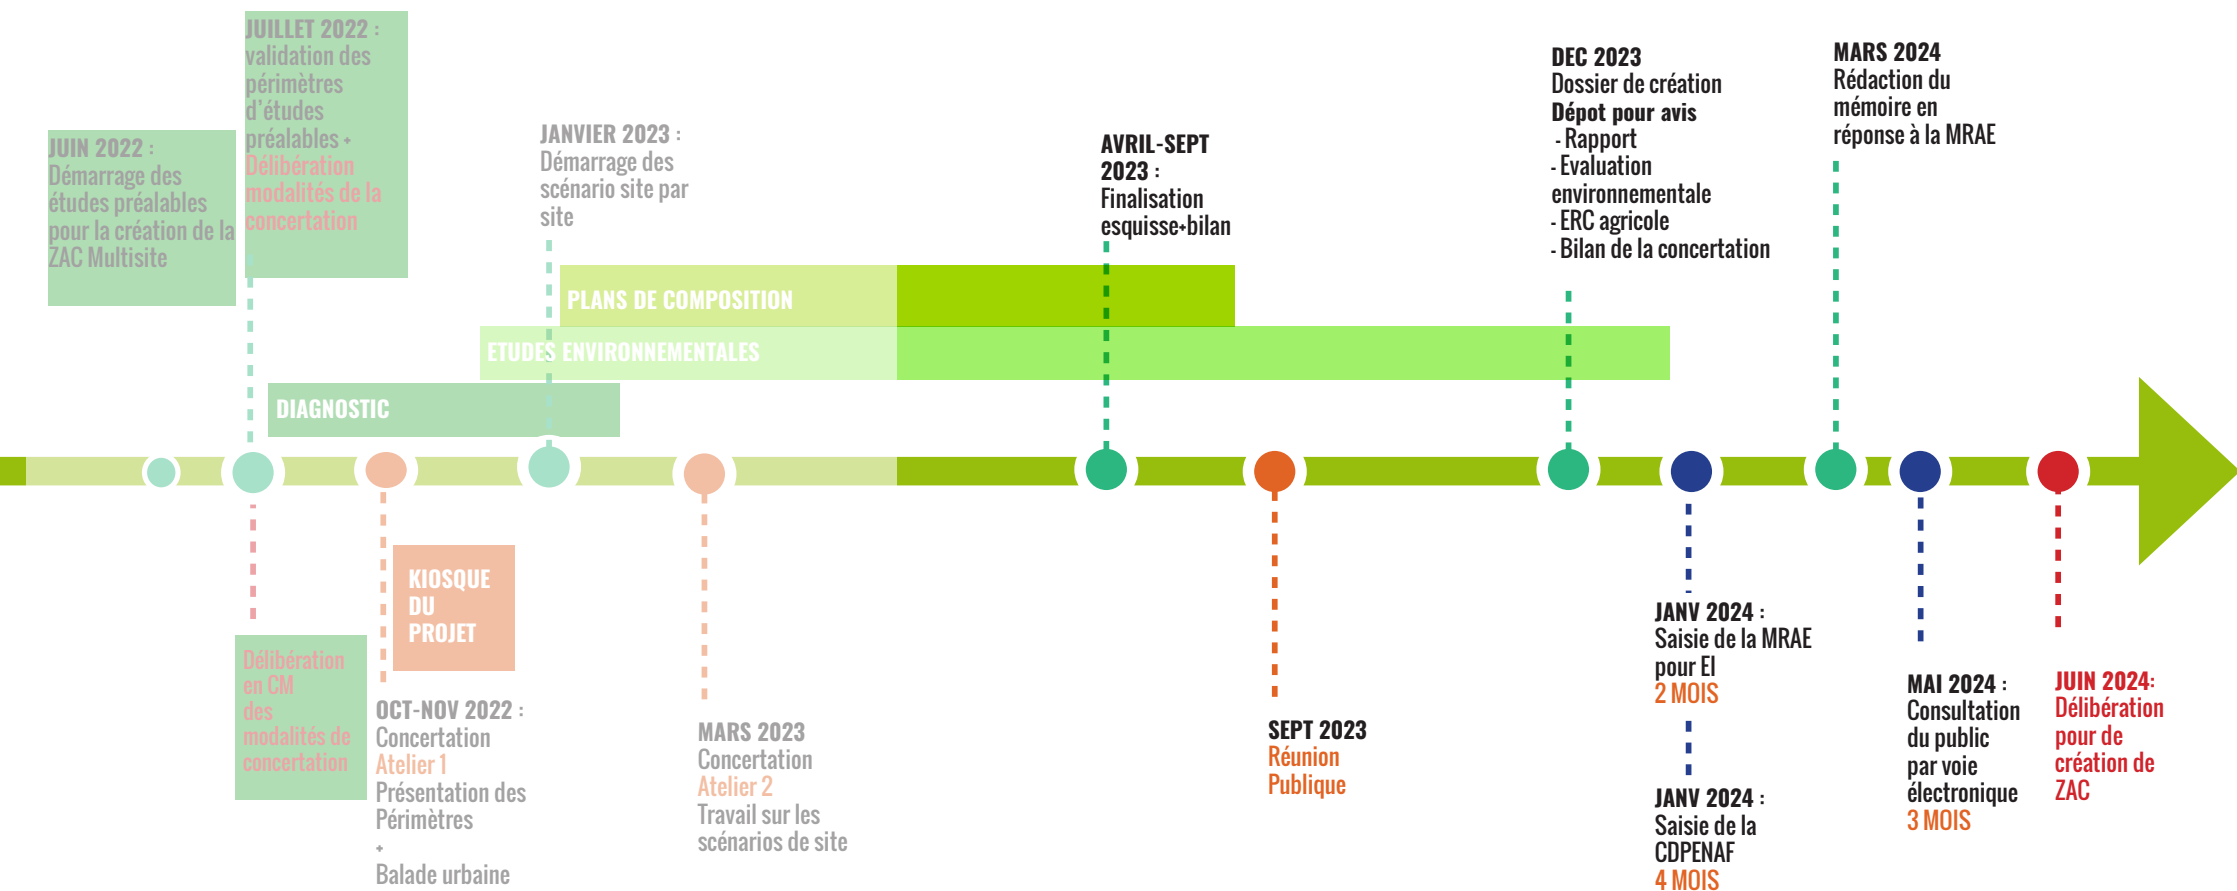 JUIN 2022 :
Démarrage des
études préalables
pour la création de la
ZAC Multisite
JUILLET 2022 :
validation des
périmètres
d'études
préalables +
Délibération
modalités de la
concertation
JANVIER 2023 :
Démarrage des
scénario site par
site
AVRIL-SEPT
2023 :
Finalisation
esquisse+bilan
DEC 2023
Dossier de création
Dépot pour avis
- Rapport
- Evaluation
environnementale
- ERC agricole
- Bilan de la concertation
MARS 2024
Rédaction du
mémoire en
réponse à la MRAE
PLANS DE COMPOSITION
ETUDES ENVIRONNEMENTALES
DIAGNOSTIC
Délibération
en CM
des
modalités de
concertation
KIOSQUE
DU
PROJET
OCT-NOV 2022 :
Concertation
Atelier 1
Présentation des
Périmètres
+
Balade urbaine
MARS 2023
Concertation
Atelier 2
Travail sur les
scénarios de site
SEPT 2023
Réunion
Publique
JANV 2024 :
Saisie de la MRAE
pour EI
2 MOIS
JANV 2024 :
Saisie de la
CDPENAF
4 MOIS
MAI 2024 :
Consultation
du public
par voie
électronique
3 MOIS
JUIN 2024:
Délibération
pour de
création de
ZAC